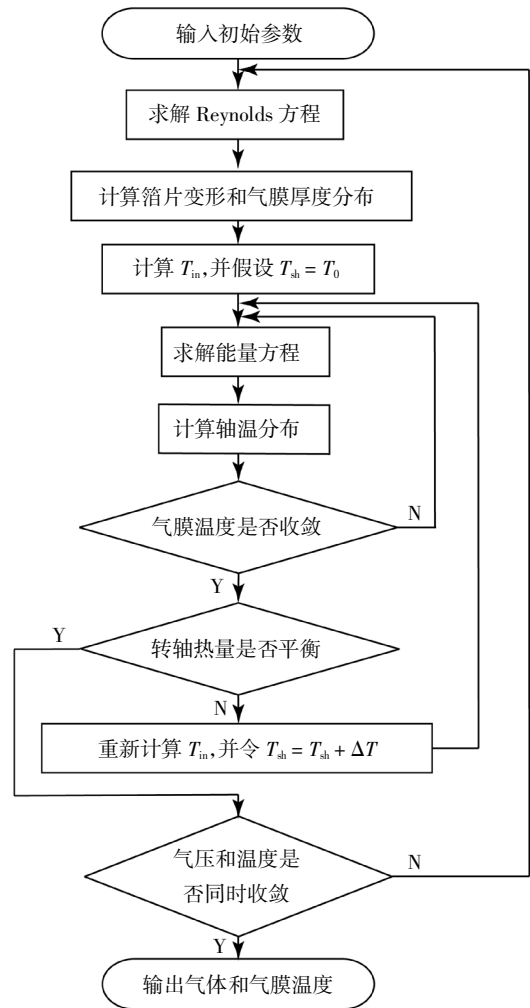 输入初始参数
求解 Reynolds 方程
计算箔片变形和气膜厚度分布
计算 T_in,并假设 T_sh = T_0
求解能量方程
计算轴温分布
气膜温度是否收敛
N
Y
转轴热量是否平衡
Y
N
重新计算 T_in,并令 T_sh = T_sh + ΔT
气压和温度是
否同时收敛
N
Y
输出气体和气膜温度